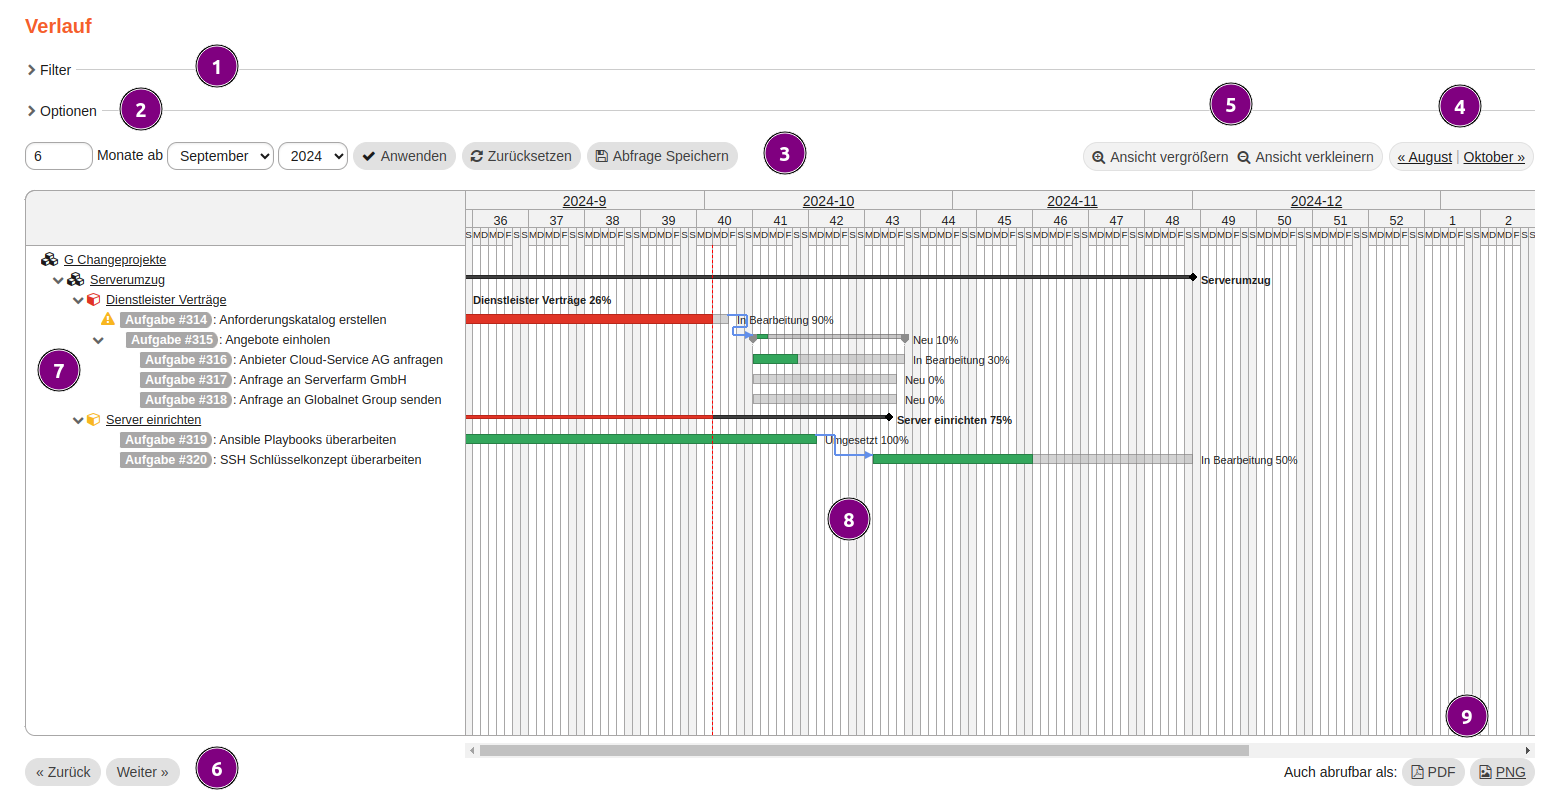 Verlauf
Filter 1
Optionen 2 5 4
6 Monate ab September 2024 Anwenden Zurücksetzen Abfrage Speichern 3 Ansicht vergrößern Ansicht verkleinern « August | Oktober »
2024-9 2024-10 2024-11 2024-12
36 37 38 39 40 41 42 43 44 45 46 47 48 49 50 51 52 1 2
S M D M D F S S M D M D F S S M D M D F S S M D M D F S S M D M D F S S M D M D F S S M D M D F S S M D M D F S S M D M D F S S M D M D F S S M D M D F S S M D M D F S S M D M D F S S M D M D F S S M D M D F S S M D M D F S S M D M D F S S M D M D F S S M D M D F S S
G Changeprojekte
Serverumzug Serverumzug
Dienstleister Verträge Dienstleister Verträge 26%
Aufgabe #314: Anforderungskatalog erstellen In Bearbeitung 90%
Aufgabe #315: Angebote einholen Neu 10%
Aufgabe #316: Anbieter Cloud-Service AG anfragen In Bearbeitung 30%
7
Aufgabe #317: Anfrage an Serverfarm GmbH Neu 0%
Aufgabe #318: Anfrage an Globalnet Group senden Neu 0%
Server einrichten Server einrichten 75%
Aufgabe #319: Ansible Playbooks überarbeiten Umgesetzt 100%
Aufgabe #320: SSH Schlüsselkonzept überarbeiten In Bearbeitung 50%
8
9
« Zurück Weiter » 6 Auch abrufbar als: PDF PNG